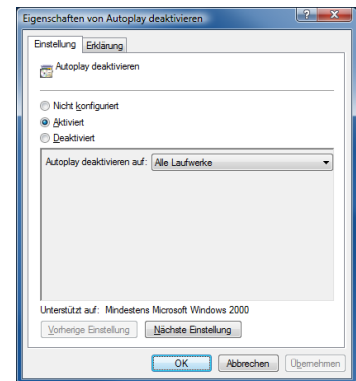 Eigenschaften von Autoplay deaktivieren
Einstellung Erklärung
Autoplay deaktivieren
Nicht konfiguriert
Aktiviert
Deaktiviert
Autoplay deaktivieren auf: Alle Laufwerke
Unterstützt auf: Mindestens Microsoft Windows 2000
Vorherige Einstellung Nächste Einstellung
OK Abbrechen Übernehmen